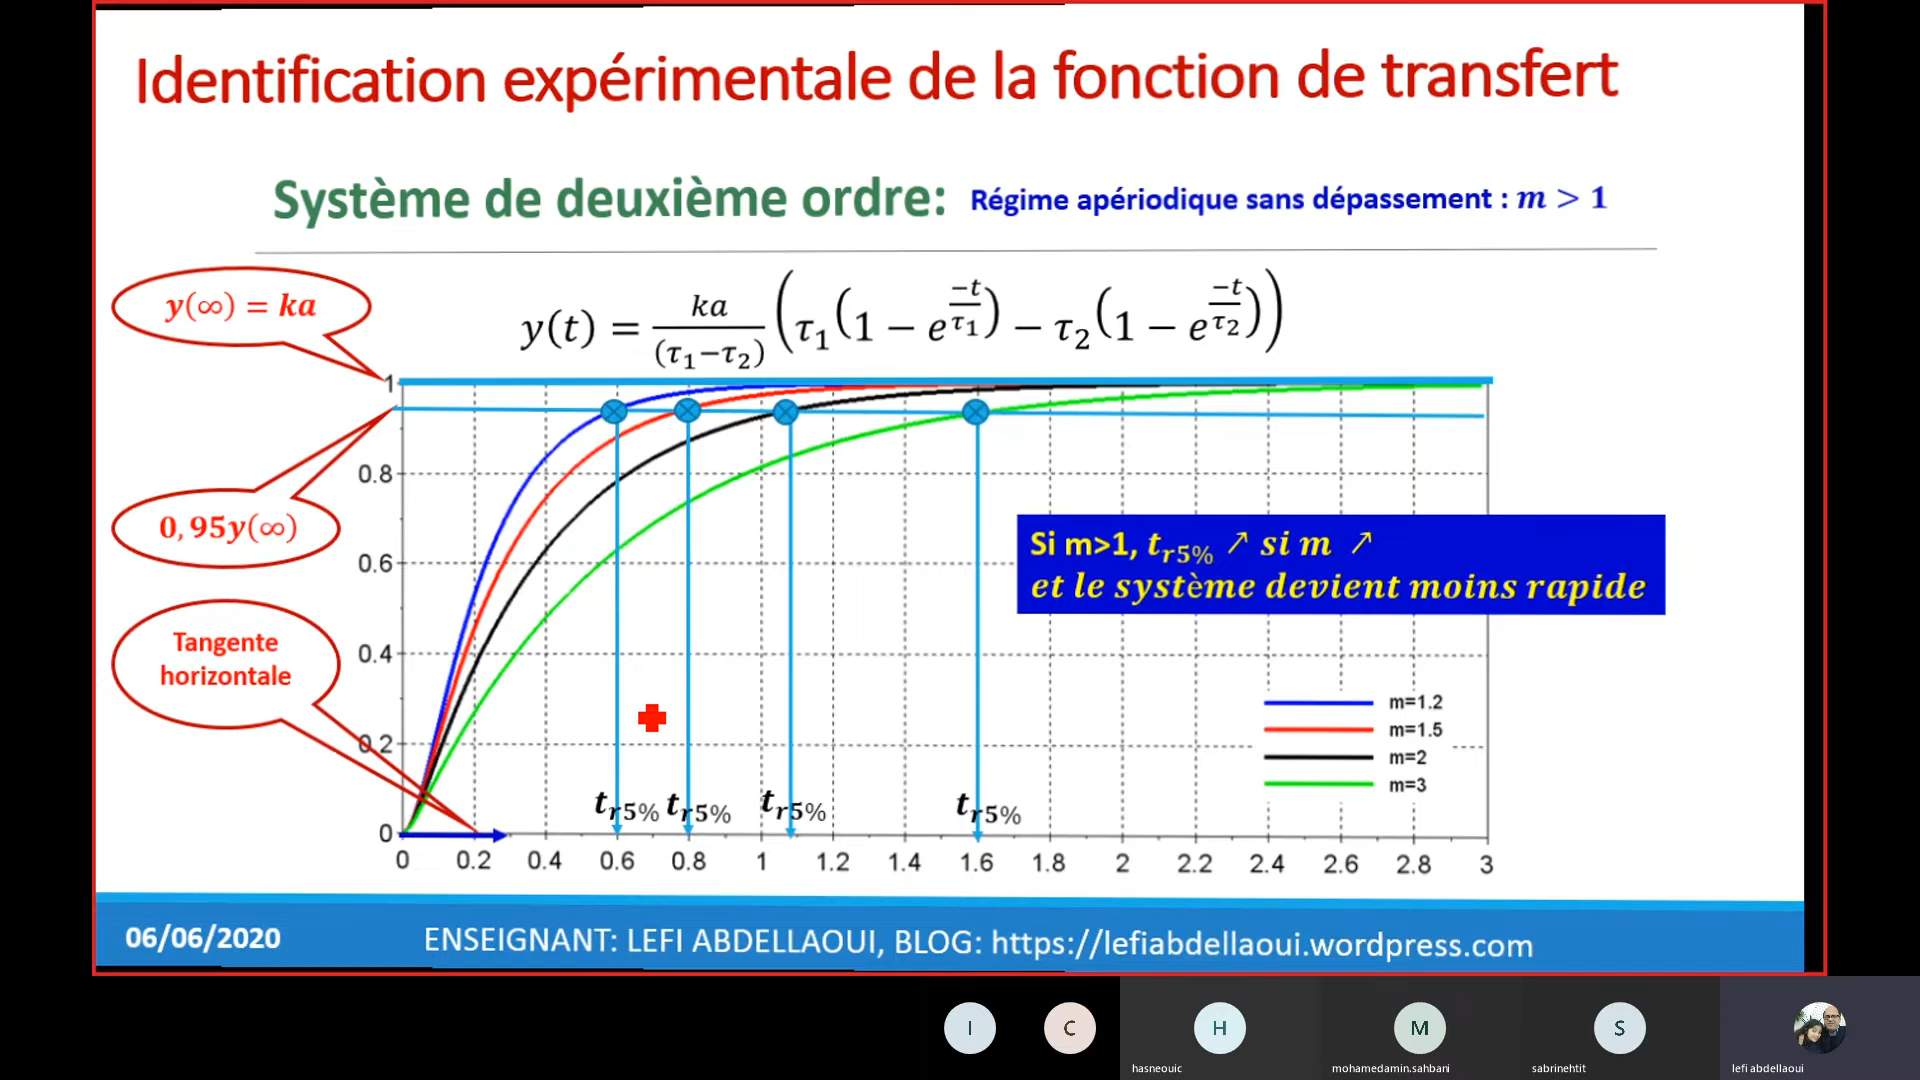 Identification expérimentale de la fonction de transfert
Système de deuxième ordre: Régime apériodique sans dépassement : m > 1
y(∞) = ka
y(t) = ka/(τ₁−τ₂) (τ₁(1 − e^(−t/τ₁)) − τ₂(1 − e^(−t/τ₂)))
1
0,95y(∞)
0.8
0.6
Si m>1, t_r5% ↗ si m ↗
et le système devient moins rapide
Tangente
horizontale
0.4
0.2
m=1.2
m=1.5
m=2
m=3
t_r5% t_r5% t_r5% t_r5%
0
0 0.2 0.4 0.6 0.8 1 1.2 1.4 1.6 1.8 2 2.2 2.4 2.6 2.8 3
06/06/2020 ENSEIGNANT: LEFI ABDELLAOUI, BLOG: https://lefiabdellaoui.wordpress.com
I C H M S
hasneouic mohamedamin.sahbani sabrinehtit lefi abdellaoui